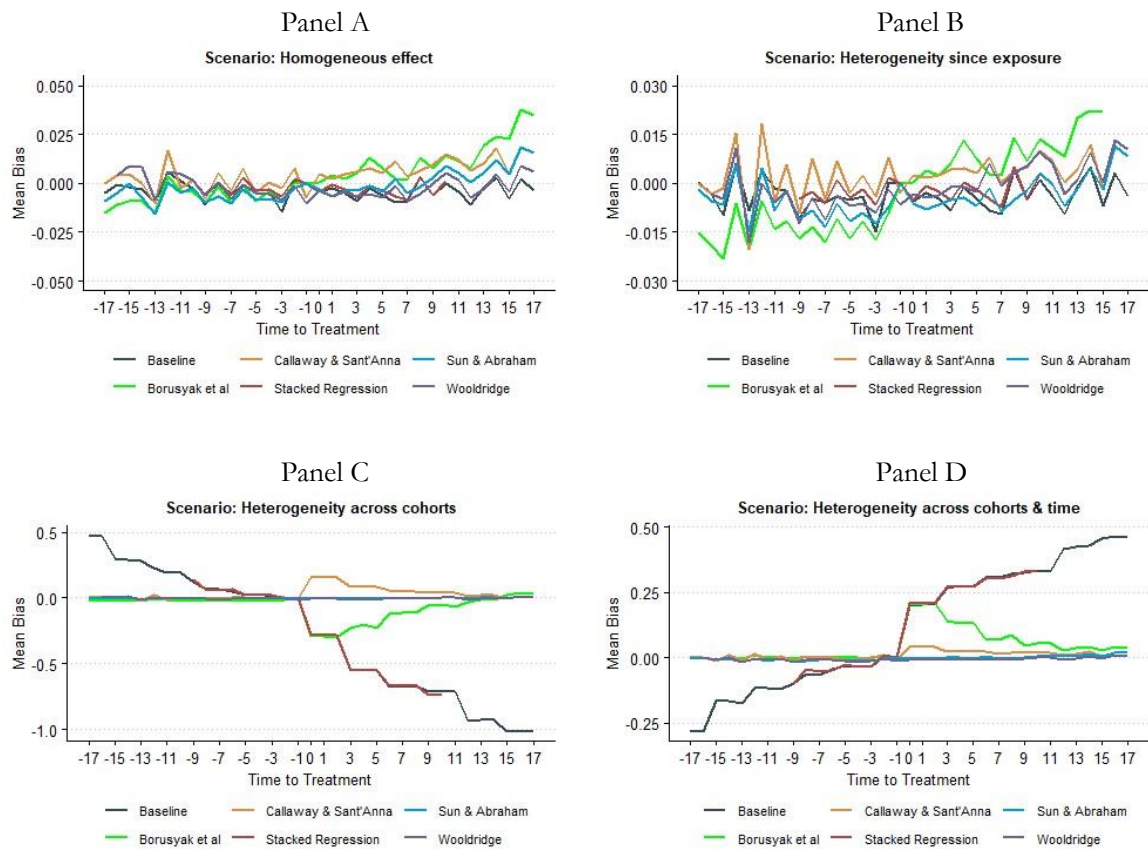 Panel A
Scenario: Homogeneous effect
0.050
0.025
0.000
-0.025
-0.050
Mean Bias
-17 -15 -13 -11 -9 -7 -5 -3 -1 0 1 3 5 7 9 11 13 15 17
Time to Treatment
Baseline Callaway & Sant'Anna Sun & Abraham
Borusyak et al Stacked Regression Wooldridge
Panel B
Scenario: Heterogeneity since exposure
0.030
0.015
0.000
-0.015
-0.030
Mean Bias
-17 -15 -13 -11 -9 -7 -5 -3 -1 0 1 3 5 7 9 11 13 15 17
Time to Treatment
Baseline Callaway & Sant'Anna Sun & Abraham
Borusyak et al Stacked Regression Wooldridge
Panel C
Scenario: Heterogeneity across cohorts
0.5
0.0
-0.5
-1.0
Mean Bias
-17 -15 -13 -11 -9 -7 -5 -3 -1 0 1 3 5 7 9 11 13 15 17
Time to Treatment
Baseline Callaway & Sant'Anna Sun & Abraham
Borusyak et al Stacked Regression Wooldridge
Panel D
Scenario: Heterogeneity across cohorts & time
0.50
0.25
0.00
-0.25
Mean Bias
-17 -15 -13 -11 -9 -7 -5 -3 -1 0 1 3 5 7 9 11 13 15 17
Time to Treatment
Baseline Callaway & Sant'Anna Sun & Abraham
Borusyak et al Stacked Regression Wooldridge